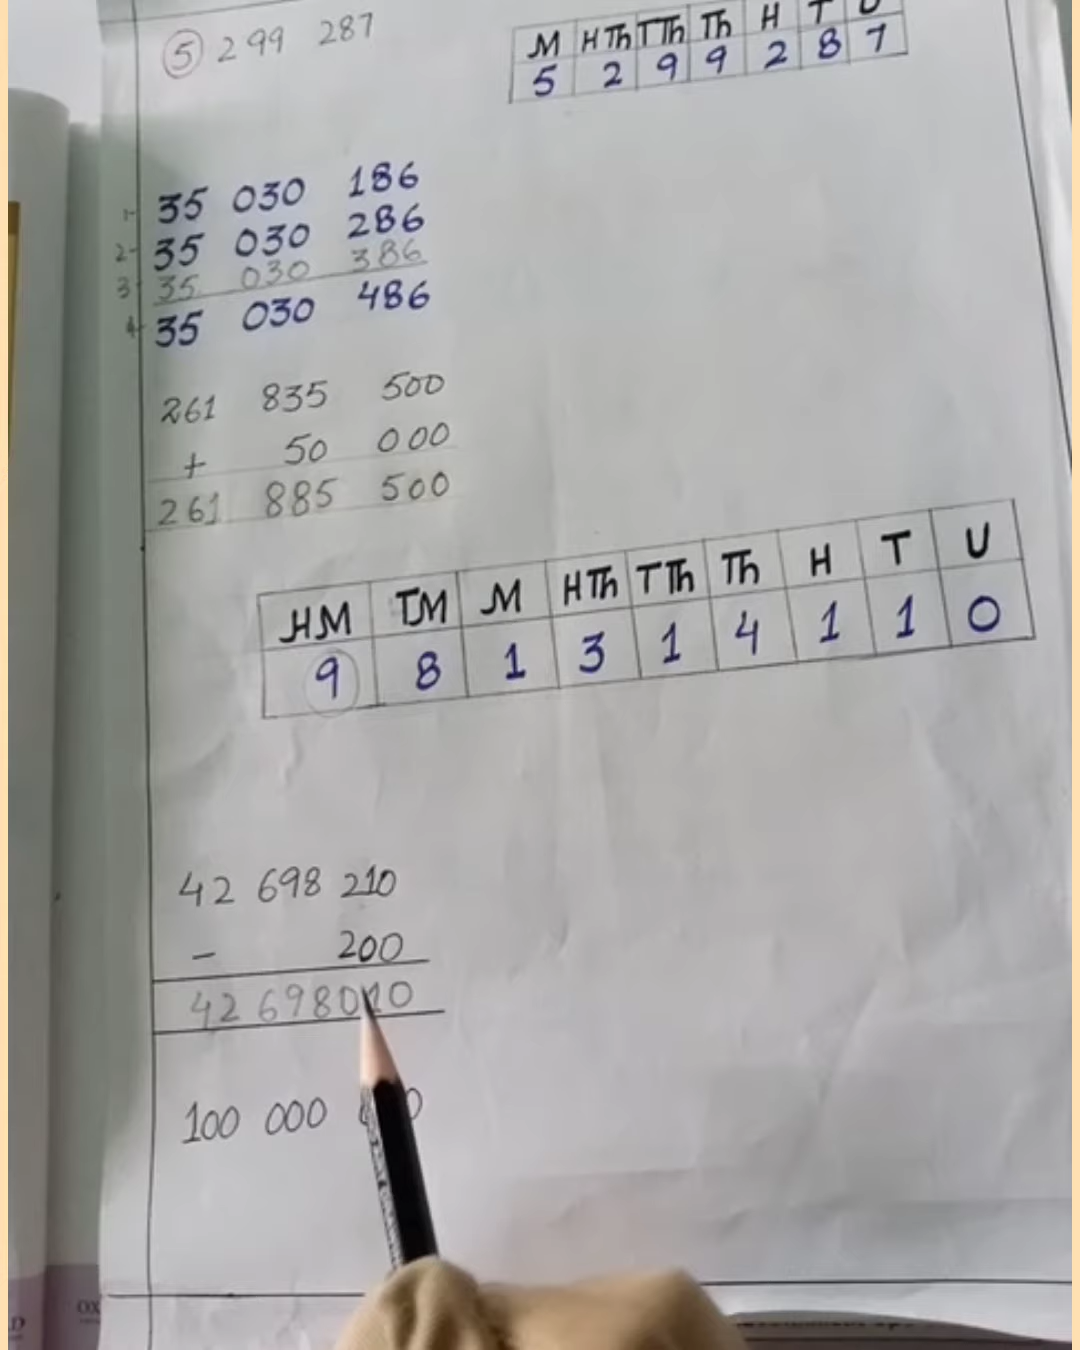 5 299 287
M HTh TTh Th H T U
5 2 9 9 2 8 7
1- 35 030 186
2- 35 030 286
3- 35 030 386
4- 35 030 486
261 835 500
+ 50 000
261 885 500
HM TM M HTh TTh Th H T U
9 8 1 3 1 4 1 1 0
42 698 210
- 200
42 698010
100 000
OX